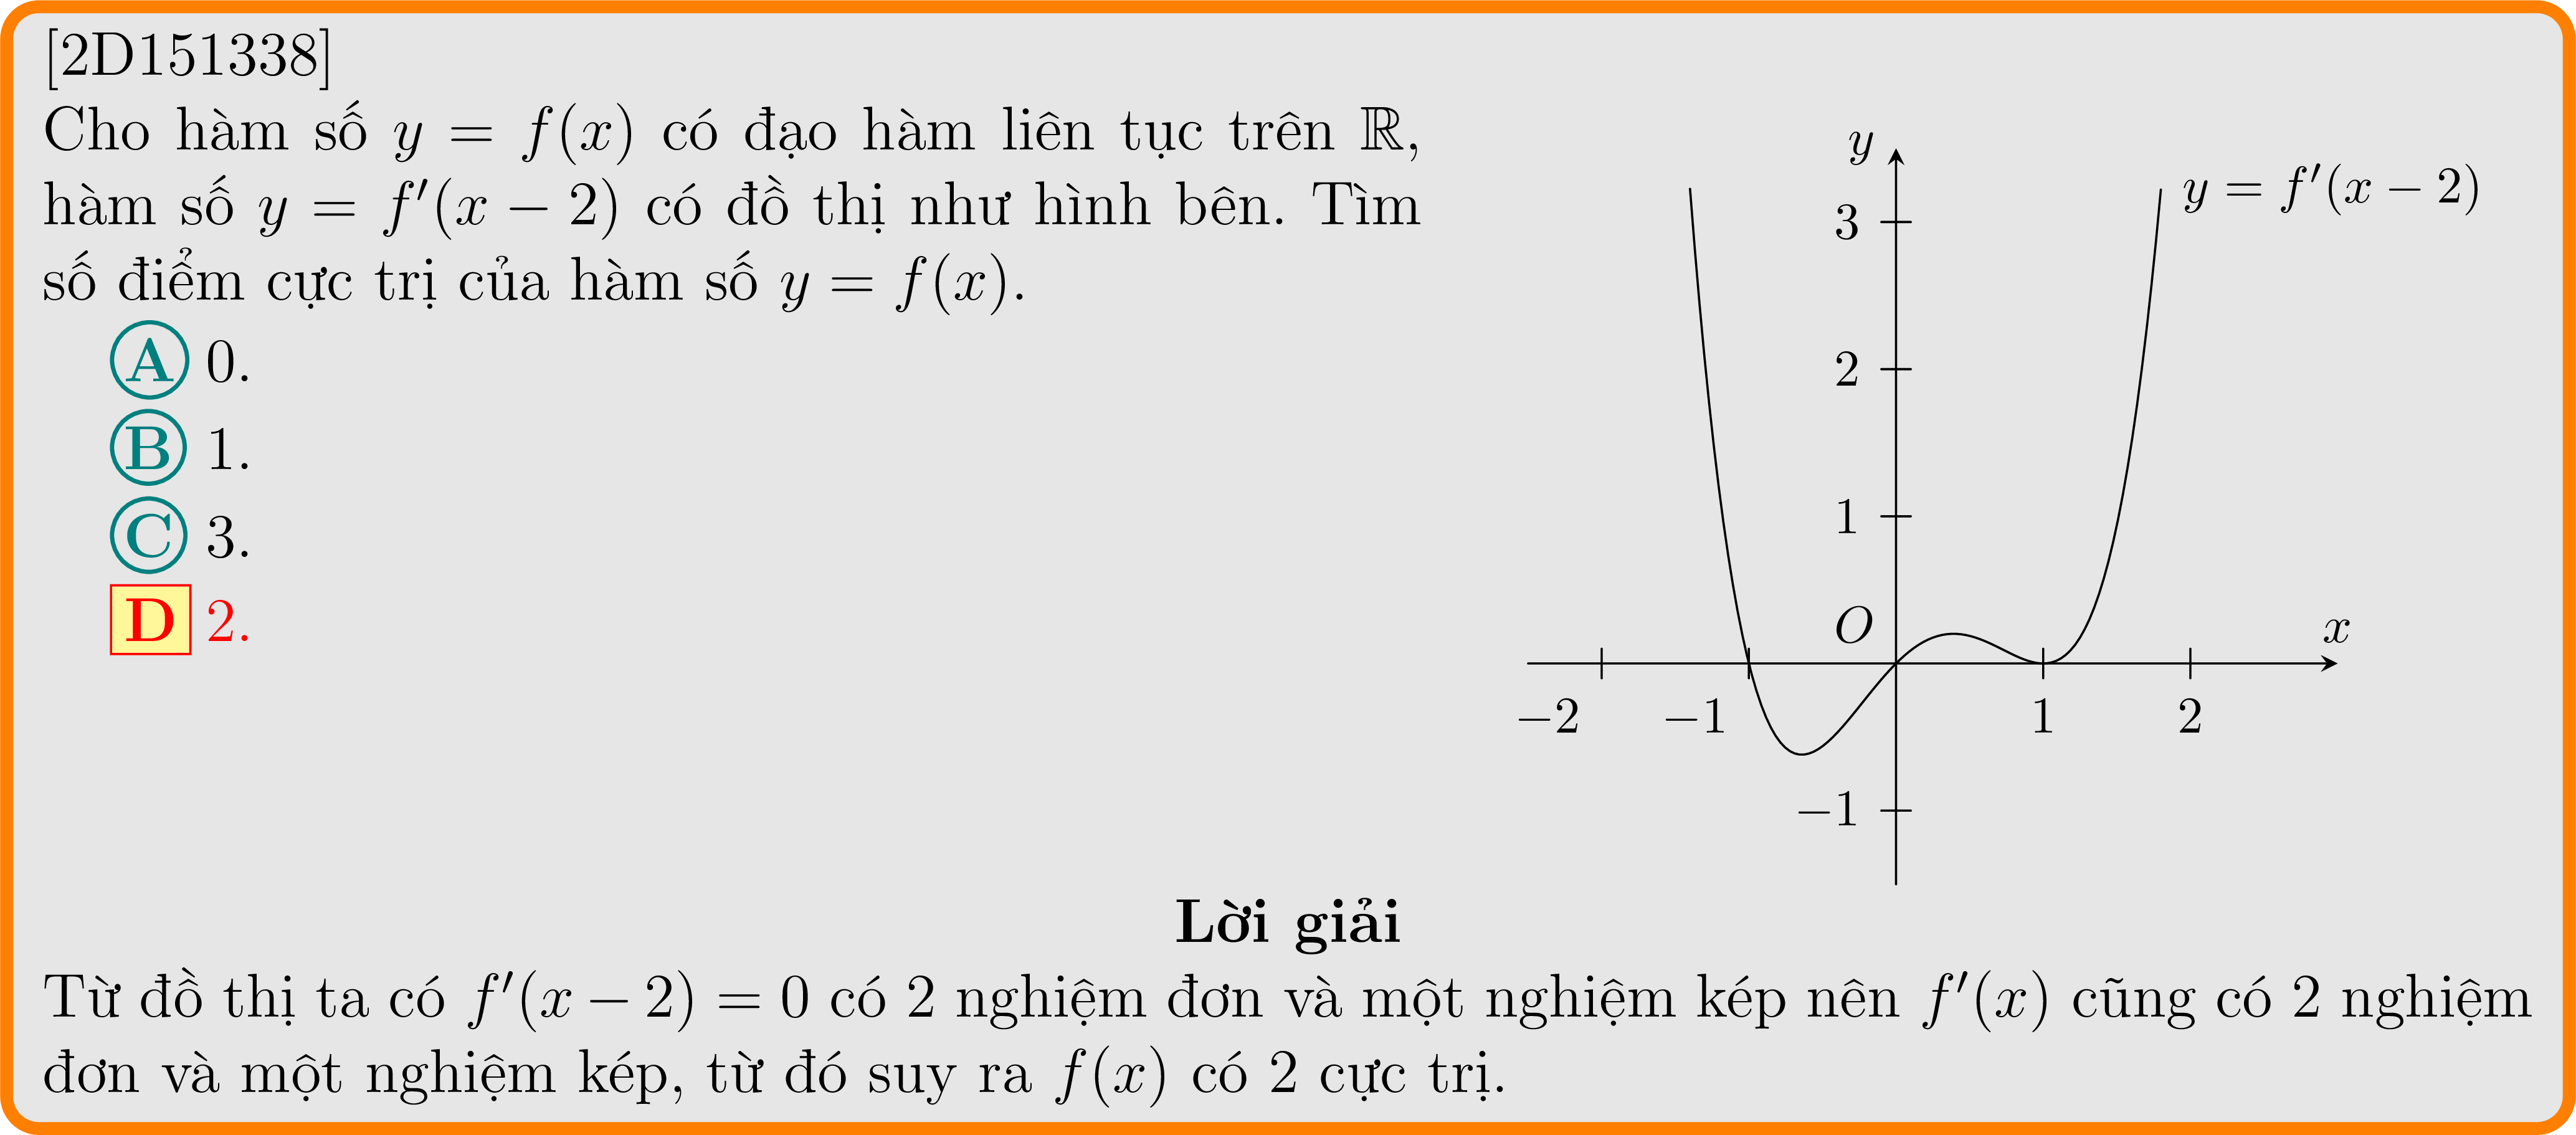 [2D151338]
Cho hàm số y = f(x) có đạo hàm liên tục trên ℝ,
hàm số y = f′(x − 2) có đồ thị như hình bên. Tìm
số điểm cực trị của hàm số y = f(x).
A 0.
B 1.
C 3.
D 2.
y
y = f′(x − 2)
3
2
1
O
x
−2 −1 1 2
−1
Lời giải
Từ đồ thị ta có f′(x − 2) = 0 có 2 nghiệm đơn và một nghiệm kép nên f′(x) cũng có 2 nghiệm
đơn và một nghiệm kép, từ đó suy ra f(x) có 2 cực trị.